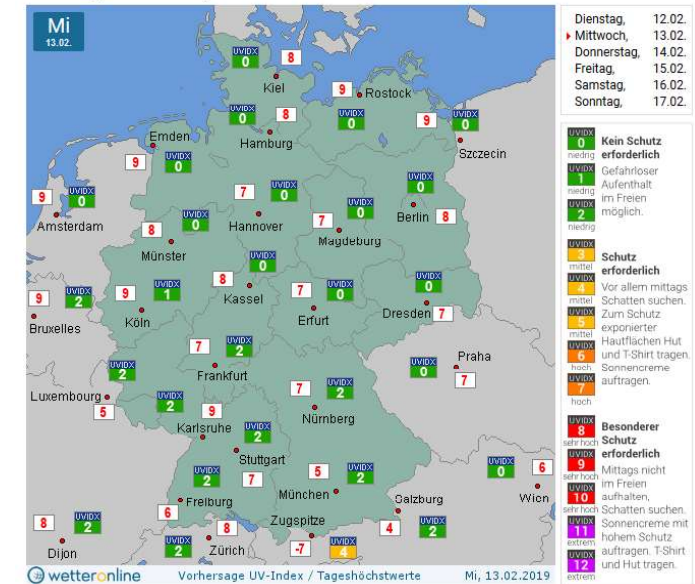 Mi
13.02.
UVIDX
0
8
Kiel
9
Rostock
UVIDX
0
8
Hamburg
UVIDX
0
9
UVIDX
0
Szczecin
Emden
9
UVIDX
0
9
UVIDX
0
Amsterdam
7
UVIDX
0
Hannover
UVIDX
0
Berlin
8
7
UVIDX
0
Magdeburg
8
Münster
UVIDX
0
8
Kassel
9
UVIDX
2
Bruxelles
9
UVIDX
1
Köln
7
UVIDX
0
Erfurt
UVIDX
0
Dresden
7
7
UVIDX
2
Frankfurt
Praha
UVIDX
0
7
UVIDX
2
Luxembourg
5
UVIDX
2
9
Karlsruhe
7
UVIDX
2
Nürnberg
UVIDX
2
Stuttgart
UVIDX
2
7
Freiburg
6
5
UVIDX
2
München
UVIDX
0
6
Wien
Salzburg
4
UVIDX
2
Zugspitze
-7
UVIDX
4
8
UVIDX
2
Dijon
UVIDX
2
8
Zürich
wetteronline
Vorhersage UV-Index / Tageshöchstwerte
Mi, 13.02.2019
Dienstag, 12.02.
Mittwoch, 13.02.
Donnerstag, 14.02.
Freitag, 15.02.
Samstag, 16.02.
Sonntag, 17.02.
UVIDX
0
niedrig
UVIDX
1
niedrig
UVIDX
2
niedrig
Kein Schutz
erforderlich
Gefahrloser
Aufenthalt
im Freien
möglich.
UVIDX
3
mittel
UVIDX
4
mittel
UVIDX
5
mittel
UVIDX
6
hoch
UVIDX
7
hoch
Schutz
erforderlich
Vor allem mittags
Schatten suchen.
Zum Schutz
exponierter
Hautflächen Hut
und T-Shirt tragen.
Sonnencreme
auftragen.
UVIDX
8
sehr hoch
UVIDX
9
sehr hoch
UVIDX
10
sehr hoch
UVIDX
11
extrem
UVIDX
12
extrem
Besonderer
Schutz
erforderlich
Mittags nicht
im Freien
aufhalten,
Schatten suchen.
Sonnencreme mit
hohem Schutz
auftragen. T-Shirt
und Hut tragen.